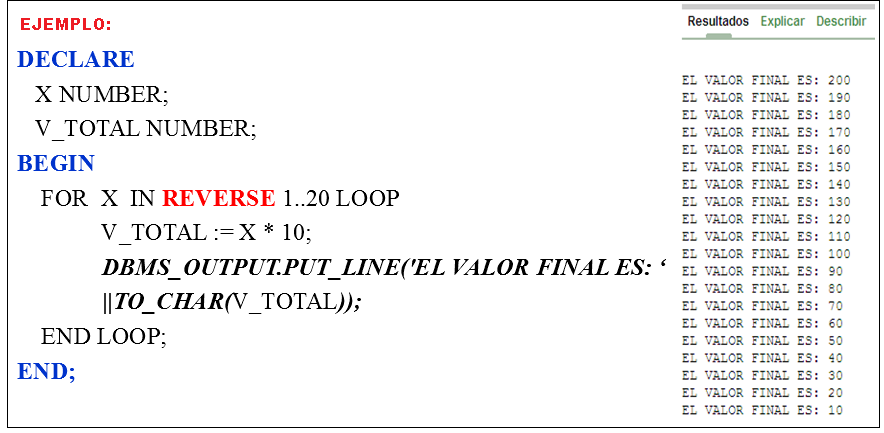 EJEMPLO:
DECLARE
X NUMBER;
V_TOTAL NUMBER;
BEGIN
FOR X IN REVERSE 1..20 LOOP
V_TOTAL := X * 10;
DBMS_OUTPUT.PUT_LINE('EL VALOR FINAL ES: ‘
||TO_CHAR(V_TOTAL));
END LOOP;
END;
Resultados Explicar Describir
EL VALOR FINAL ES: 200
EL VALOR FINAL ES: 190
EL VALOR FINAL ES: 180
EL VALOR FINAL ES: 170
EL VALOR FINAL ES: 160
EL VALOR FINAL ES: 150
EL VALOR FINAL ES: 140
EL VALOR FINAL ES: 130
EL VALOR FINAL ES: 120
EL VALOR FINAL ES: 110
EL VALOR FINAL ES: 100
EL VALOR FINAL ES: 90
EL VALOR FINAL ES: 80
EL VALOR FINAL ES: 70
EL VALOR FINAL ES: 60
EL VALOR FINAL ES: 50
EL VALOR FINAL ES: 40
EL VALOR FINAL ES: 30
EL VALOR FINAL ES: 20
EL VALOR FINAL ES: 10